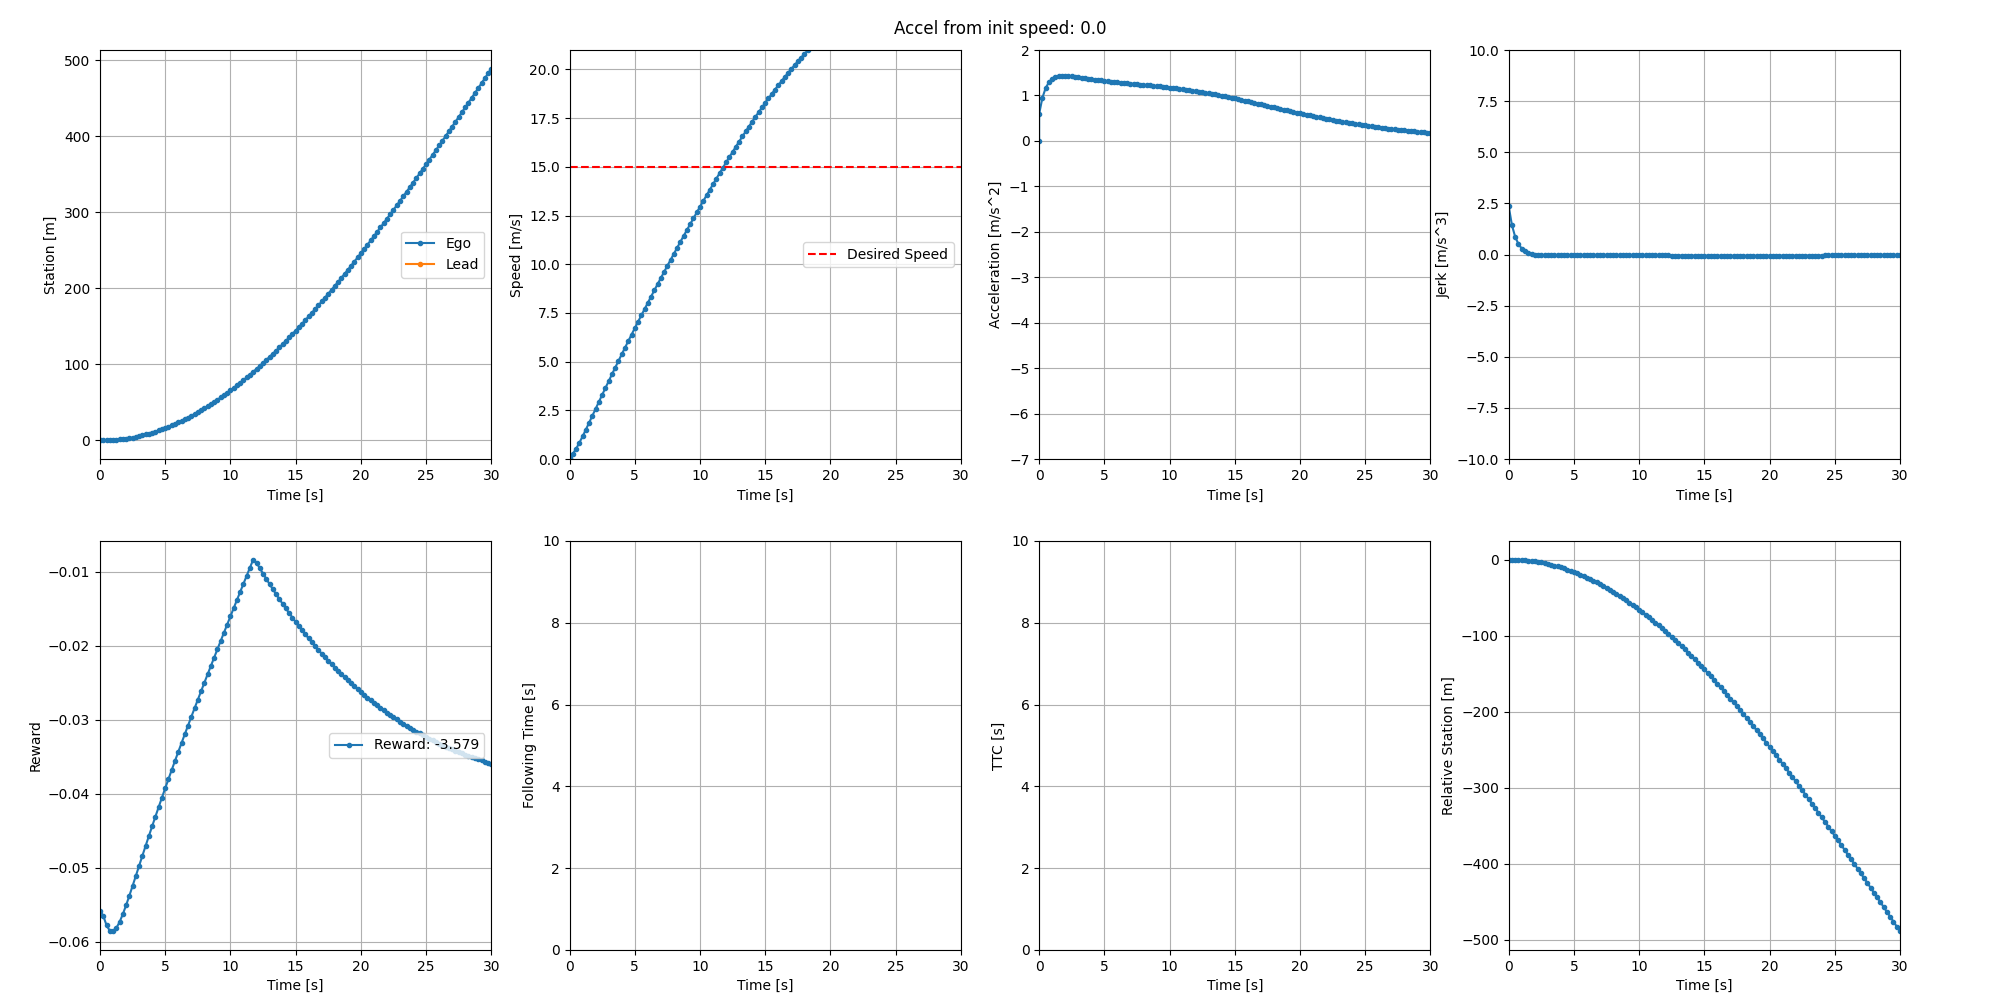 Accel from init speed: 0.0
500
400
300
200
100
0
0 5 10 15 20 25 30
Time [s]
Station [m]
Ego
Lead
20.0
17.5
15.0
12.5
10.0
7.5
5.0
2.5
0.0
0 5 10 15 20 25 30
Time [s]
Speed [m/s]
Desired Speed
2
1
0
−1
−2
−3
−4
−5
−6
−7
0 5 10 15 20 25 30
Time [s]
Acceleration [m/s^2]
10.0
7.5
5.0
2.5
0.0
−2.5
−5.0
−7.5
−10.0
0 5 10 15 20 25 30
Time [s]
Jerk [m/s^3]
−0.01
−0.02
−0.03
−0.04
−0.05
−0.06
0 5 10 15 20 25 30
Time [s]
Reward
Reward: -3.579
10
8
6
4
2
0
0 5 10 15 20 25 30
Time [s]
Following Time [s]
10
8
6
4
2
0
0 5 10 15 20 25 30
Time [s]
TTC [s]
0
−100
−200
−300
−400
−500
0 5 10 15 20 25 30
Time [s]
Relative Station [m]